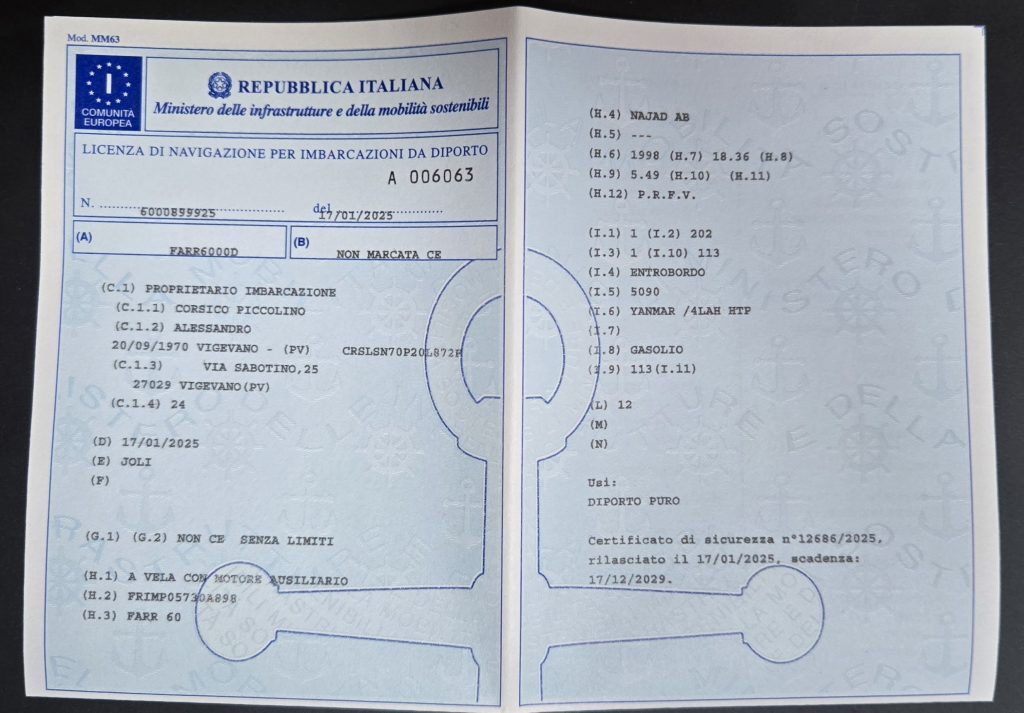 Mod. MM63
I
COMUNITÀ
EUROPEA
REPUBBLICA ITALIANA
Ministero delle infrastrutture e della mobilità sostenibili
LICENZA DI NAVIGAZIONE PER IMBARCAZIONI DA DIPORTO
A 006063
N. 6000899925 del 17/01/2025
(A) FARR6000D
(B) NON MARCATA CE
(C.1) PROPRIETARIO IMBARCAZIONE
(C.1.1) CORSICO PICCOLINO
(C.1.2) ALESSANDRO
20/09/1970 VIGEVANO - (PV) CRSLSN70P20L872P
(C.1.3) VIA SABOTINO,25
27029 VIGEVANO(PV)
(C.1.4) 24
(D) 17/01/2025
(E) JOLI
(F)
(G.1) (G.2) NON CE SENZA LIMITI
(H.1) A VELA CON MOTORE AUSILIARIO
(H.2) FRIMP05730A898
(H.3) FARR 60
(H.4) NAJAD AB
(H.5) ---
(H.6) 1998 (H.7) 18.36 (H.8)
(H.9) 5.49 (H.10) (H.11)
(H.12) P.R.F.V.
(I.1) 1 (I.2) 202
(I.3) 1 (I.10) 113
(I.4) ENTROBORDO
(I.5) 5090
(I.6) YANMAR /4LAH HTP
(I.7)
(I.8) GASOLIO
(I.9) 113(I.11)
(L) 12
(M)
(N)
Usi:
DIPORTO PURO
Certificato di sicurezza n°12686/2025,
rilasciato il 17/01/2025, scadenza:
17/12/2029.